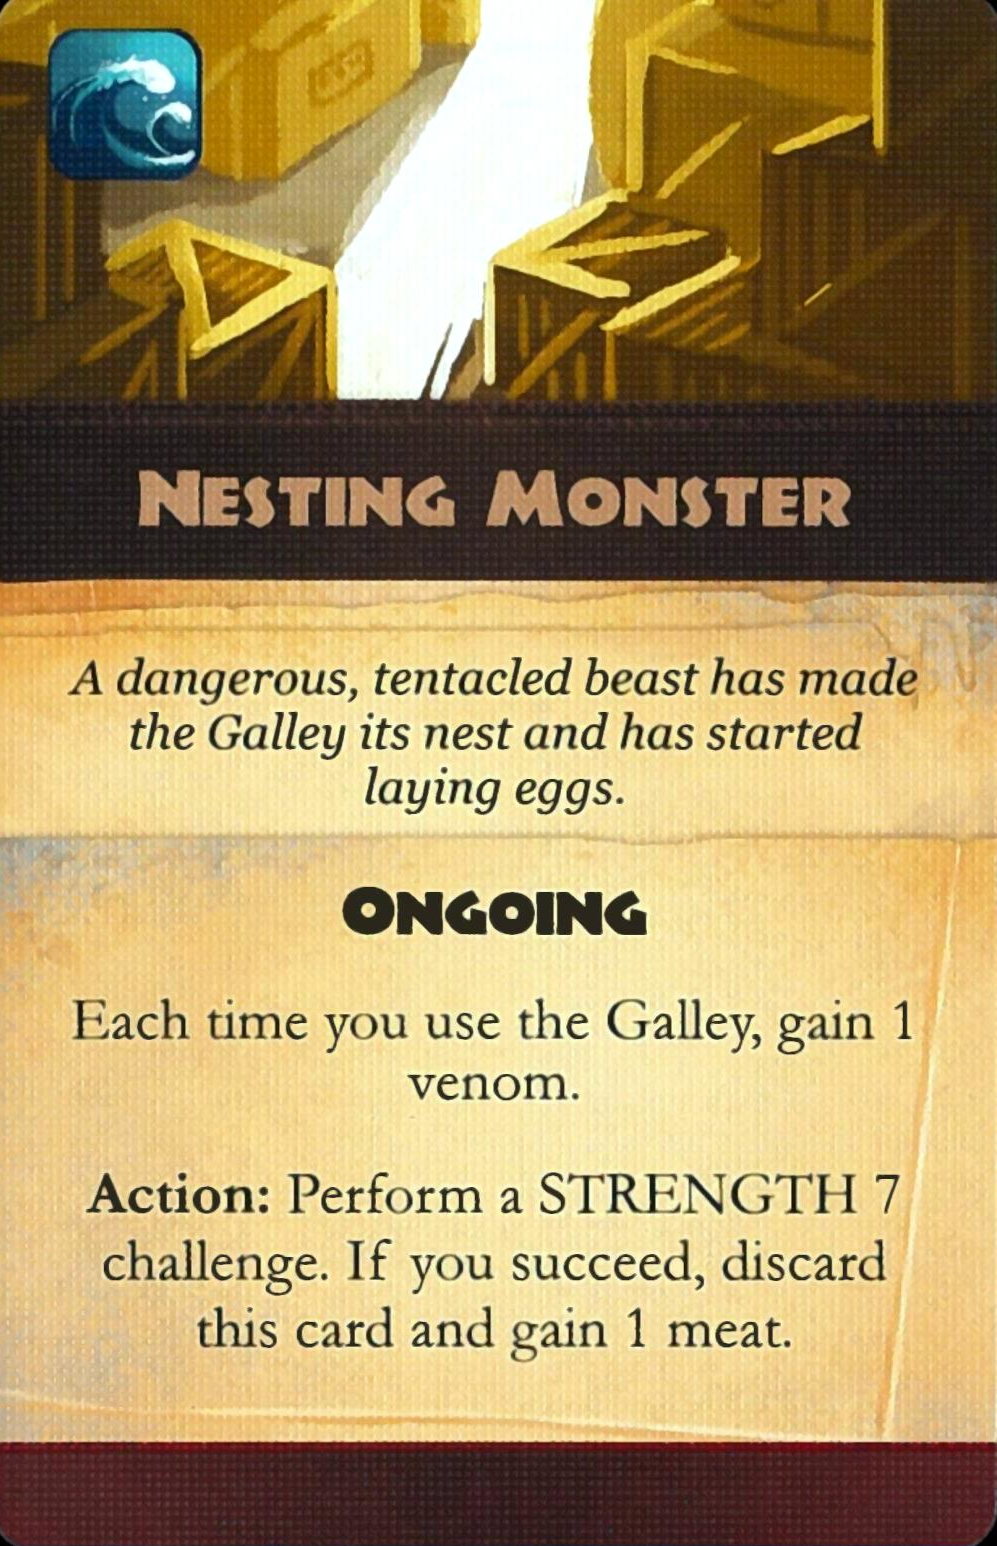 NESTING MONSTER
A dangerous, tentacled beast has made
the Galley its nest and has started
laying eggs.
ONGOING
Each time you use the Galley, gain 1
venom.
Action: Perform a STRENGTH 7
challenge. If you succeed, discard
this card and gain 1 meat.